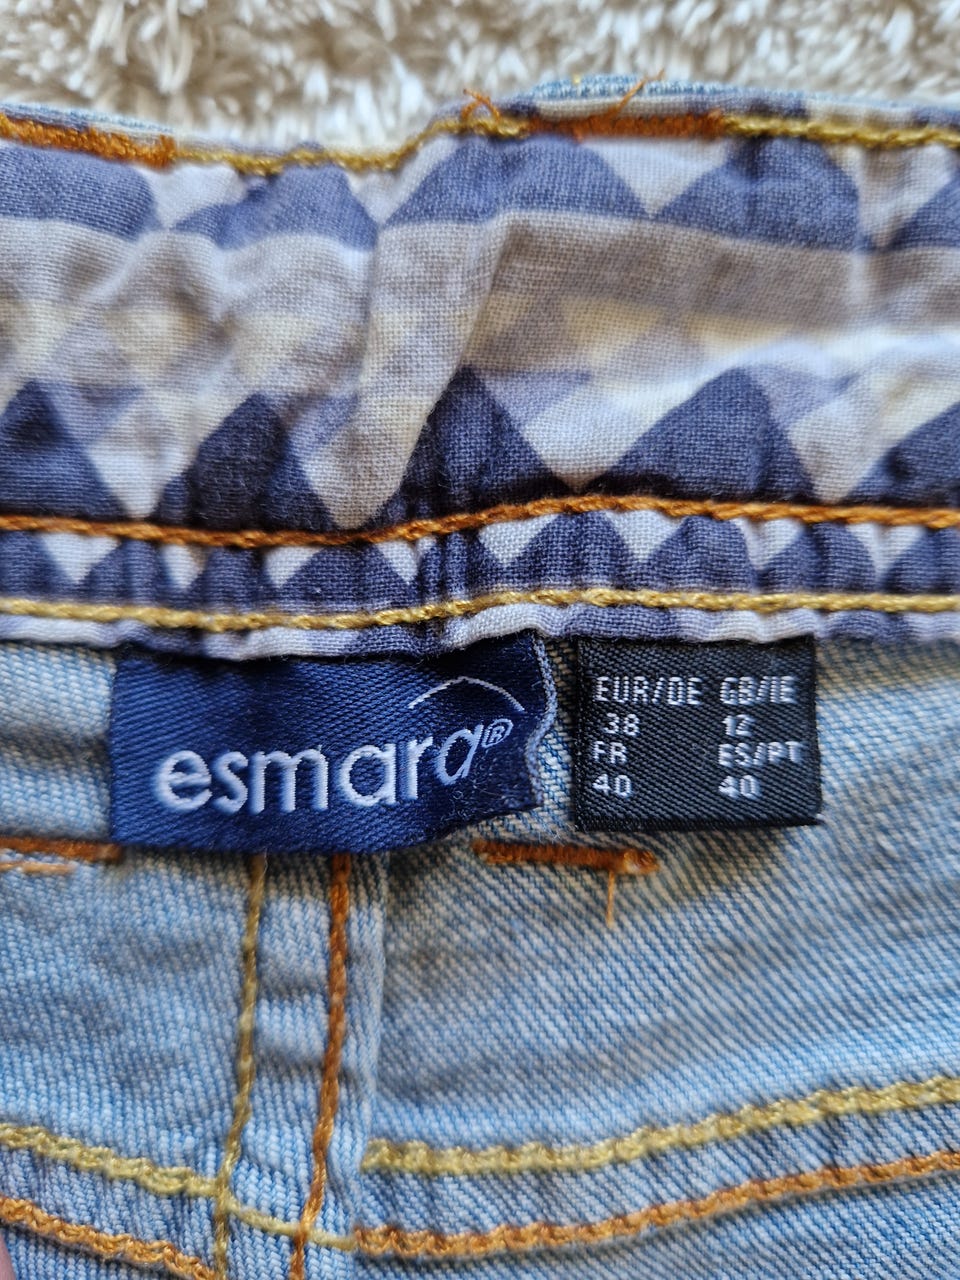 esmara®
EUR/DE GB/IE
38 12
FR ES/PT
40 40